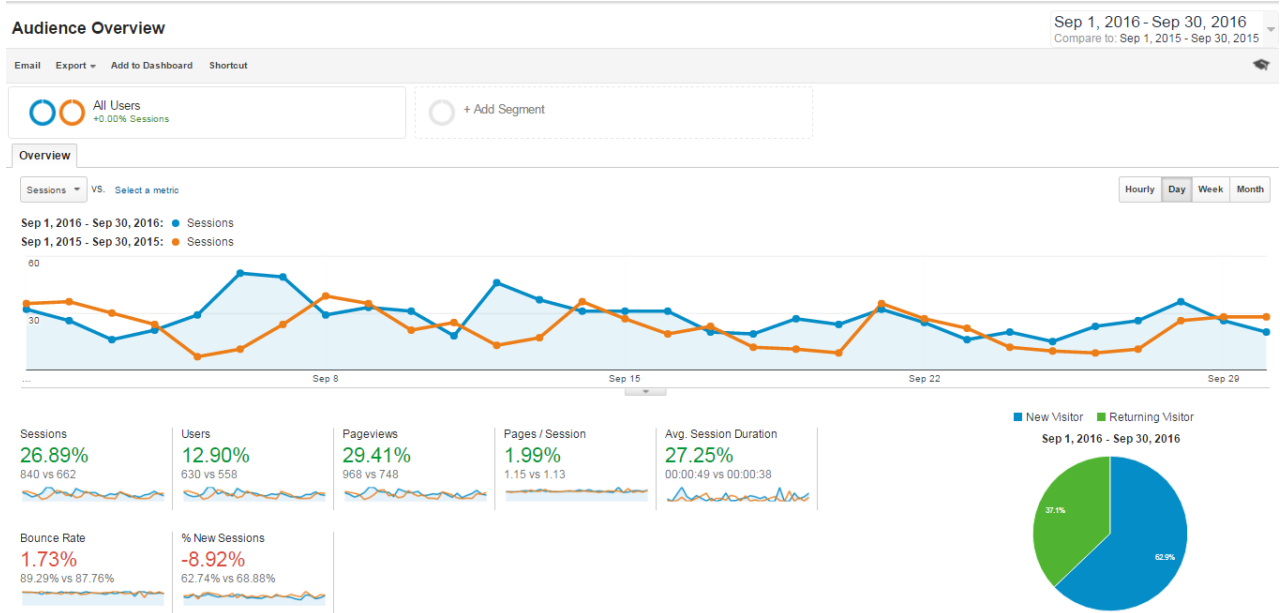 Audience Overview
Sep 1, 2016 - Sep 30, 2016
Compare to: Sep 1, 2015 - Sep 30, 2015
Email Export Add to Dashboard Shortcut
All Users
+0.00% Sessions
+ Add Segment
Overview
Sessions VS. Select a metric
Hourly Day Week Month
Sep 1, 2016 - Sep 30, 2016: Sessions
Sep 1, 2015 - Sep 30, 2015: Sessions
60
30
... Sep 8 Sep 15 Sep 22 Sep 29
New Visitor Returning Visitor
Sep 1, 2016 - Sep 30, 2016
37.1%
62.9%
Sessions
26.89%
840 vs 662
Users
12.90%
630 vs 558
Pageviews
29.41%
968 vs 748
Pages / Session
1.99%
1.15 vs 1.13
Avg. Session Duration
27.25%
00:00:49 vs 00:00:38
Bounce Rate
1.73%
89.29% vs 87.76%
% New Sessions
-8.92%
62.74% vs 68.88%